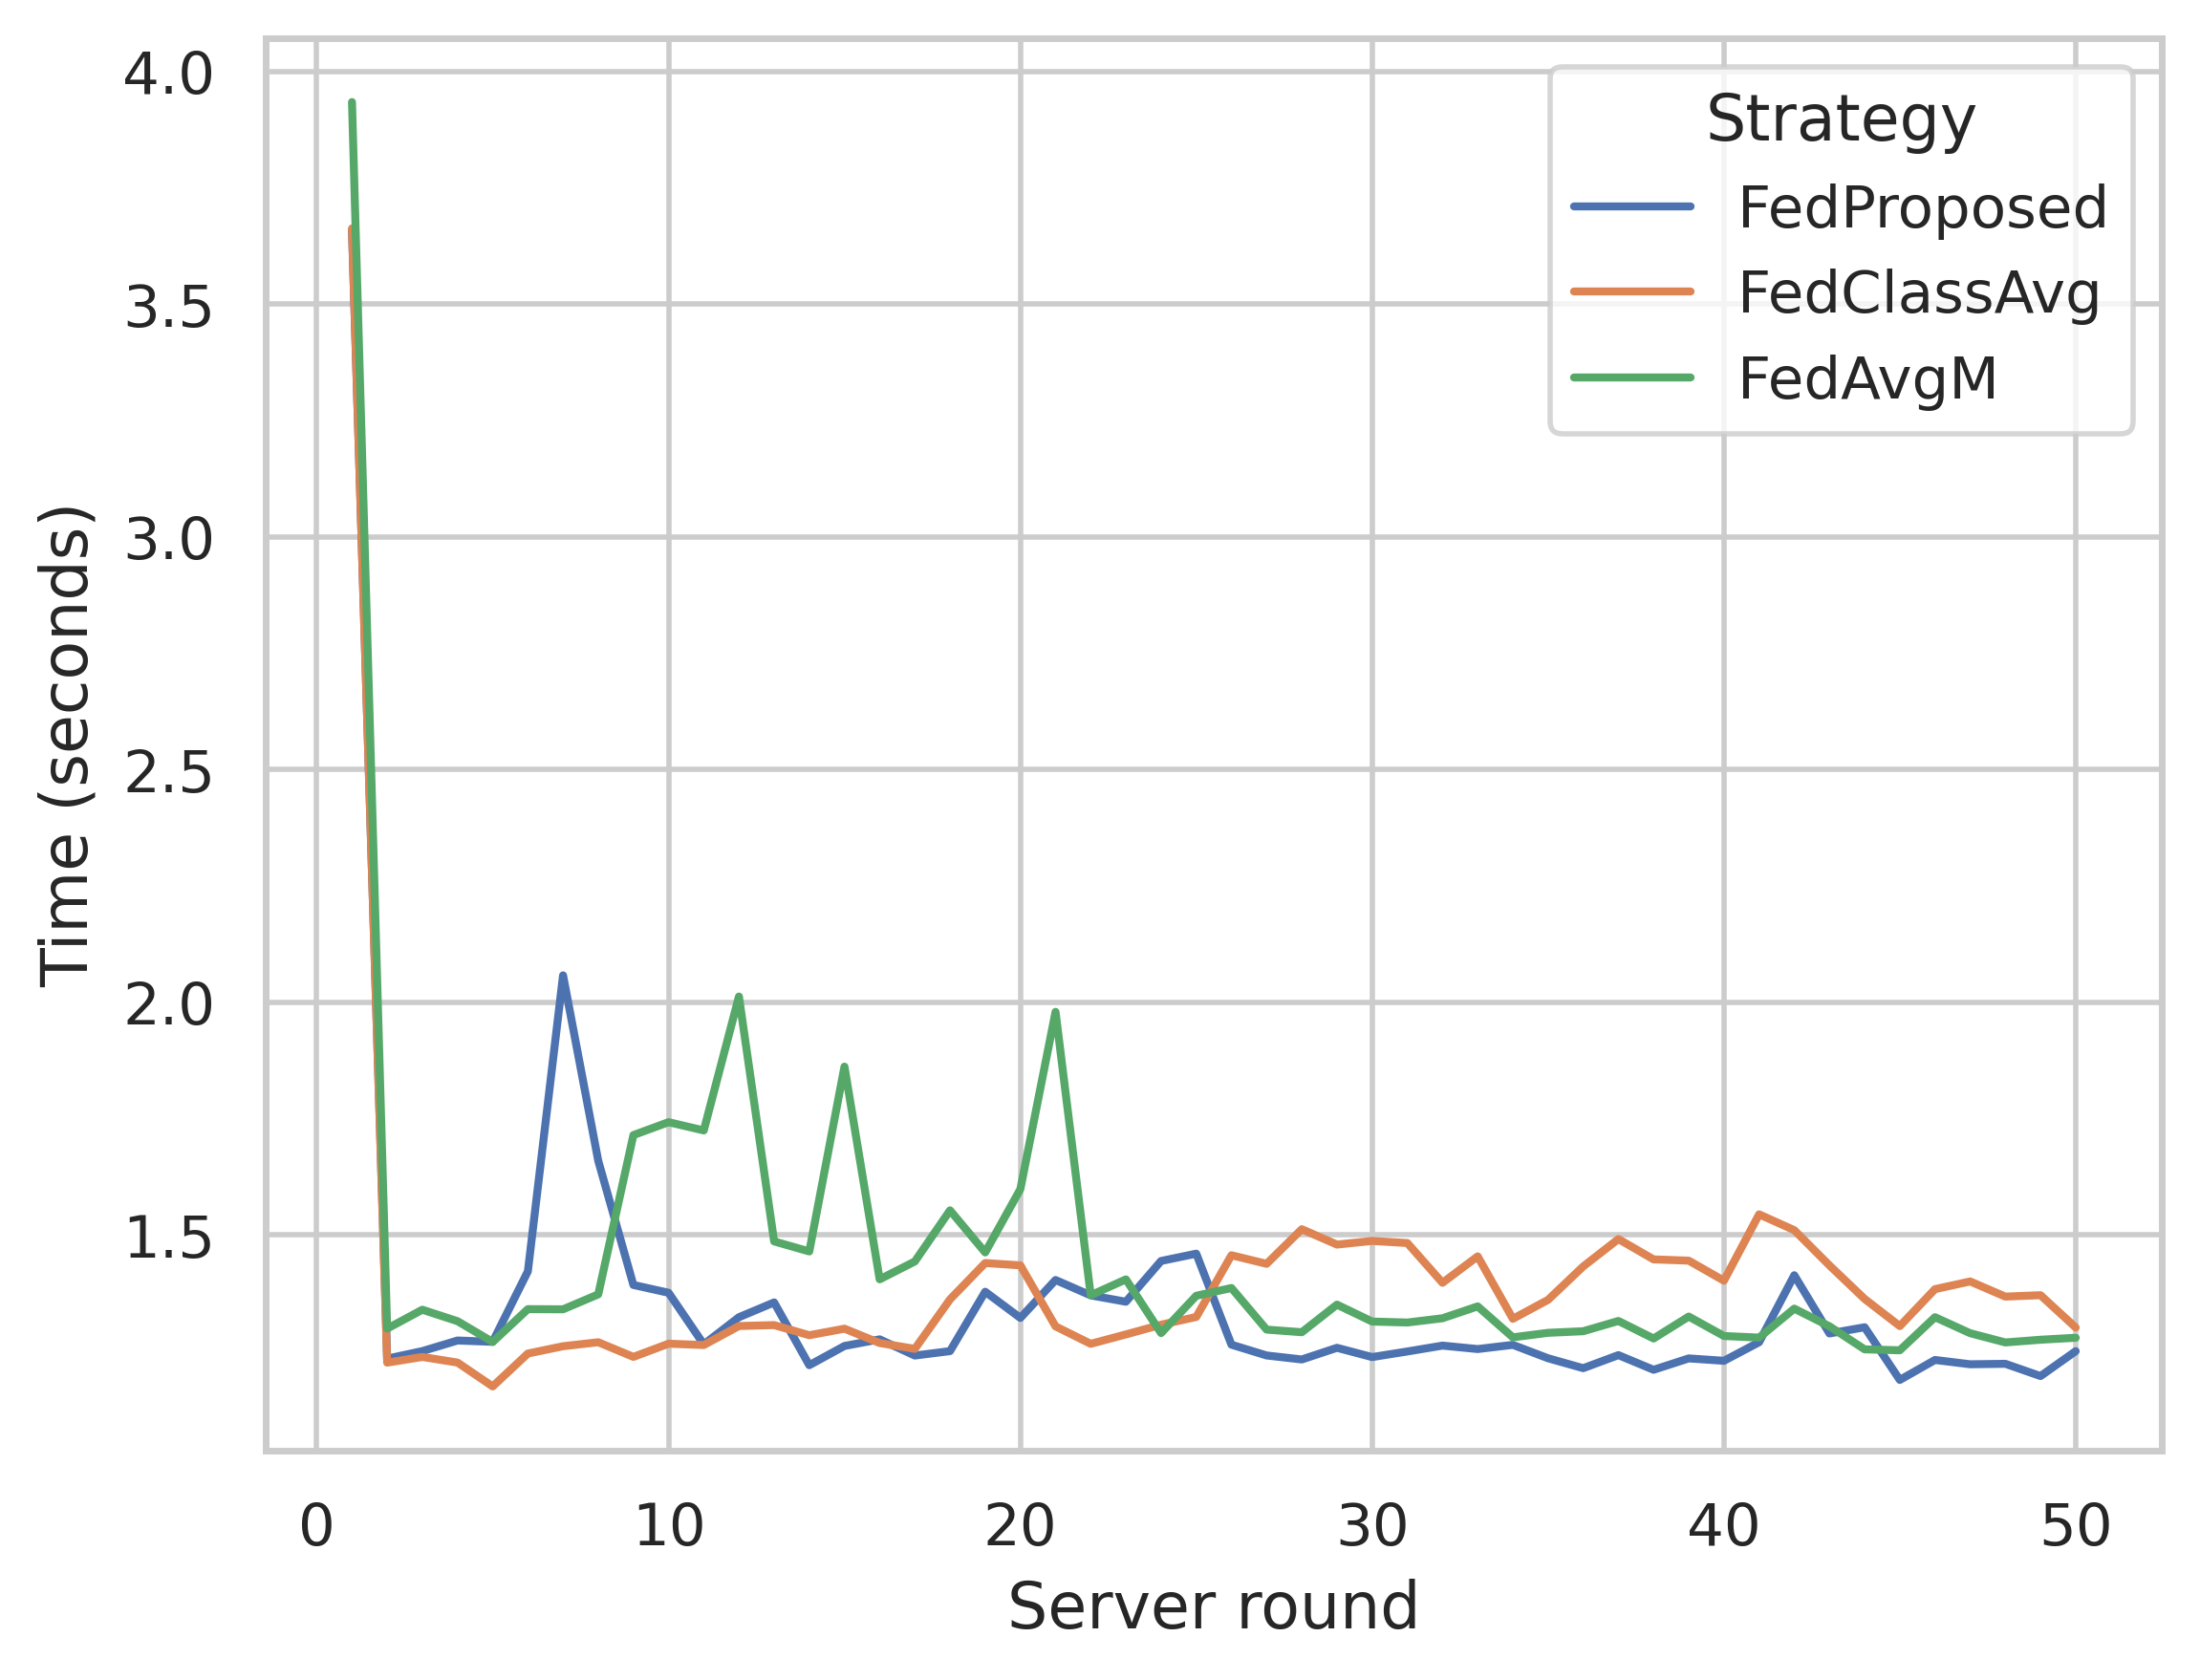 4.0
3.5
3.0
2.5
2.0
1.5
Time (seconds)
Strategy
FedProposed
FedClassAvg
FedAvgM
0 10 20 30 40 50
Server round